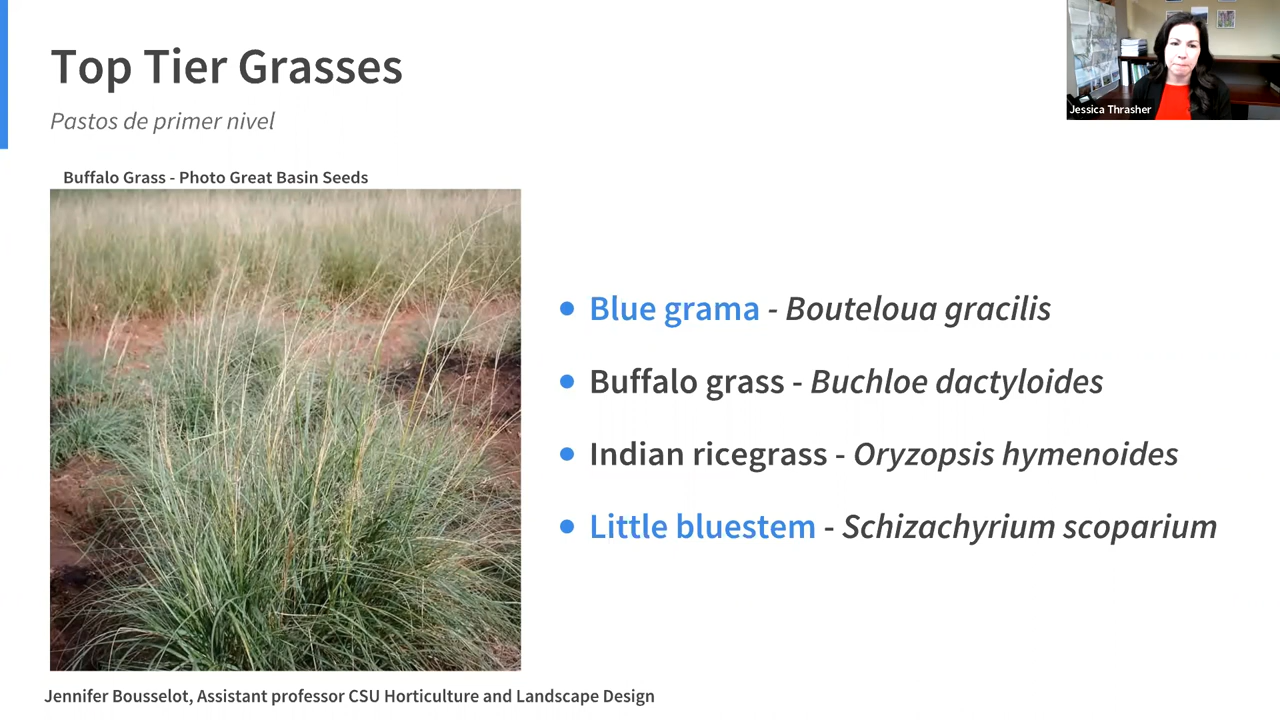 Top Tier Grasses
Pastos de primer nivel
Jessica Thrasher
Buffalo Grass - Photo Great Basin Seeds
Blue grama - Bouteloua gracilis
Buffalo grass - Buchloe dactyloides
Indian ricegrass - Oryzopsis hymenoides
Little bluestem - Schizachyrium scoparium
Jennifer Bousselot, Assistant professor CSU Horticulture and Landscape Design